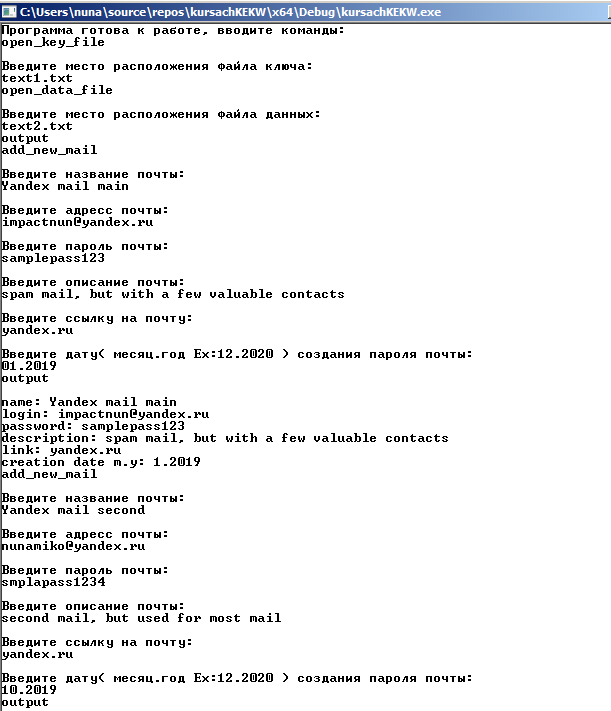 C:\Users\nuna\source\repos\kursachKEKW\x64\Debug\kursachKEKW.exe
Программа готова к работе, вводите команды:
open_key_file
Введите место расположения файла ключа:
text1.txt
open_data_file
Введите место расположения файла данных:
text2.txt
output
add_new_mail
Введите название почты:
Yandex mail main
Введите адресс почты:
impactnun@yandex.ru
Введите пароль почты:
samplepass123
Введите описание почты:
spam mail, but with a few valuable contacts
Введите ссылку на почту:
yandex.ru
Введите дату( месяц.год Ex:12.2020 ) создания пароля почты:
01.2019
output
name: Yandex mail main
login: impactnun@yandex.ru
password: samplepass123
description: spam mail, but with a few valuable contacts
link: yandex.ru
creation date m.y: 1.2019
add_new_mail
Введите название почты:
Yandex mail second
Введите адресс почты:
nunamiko@yandex.ru
Введите пароль почты:
smplapass1234
Введите описание почты:
second mail, but used for most mail
Введите ссылку на почту:
yandex.ru
Введите дату( месяц.год Ex:12.2020 ) создания пароля почты:
10.2019
output